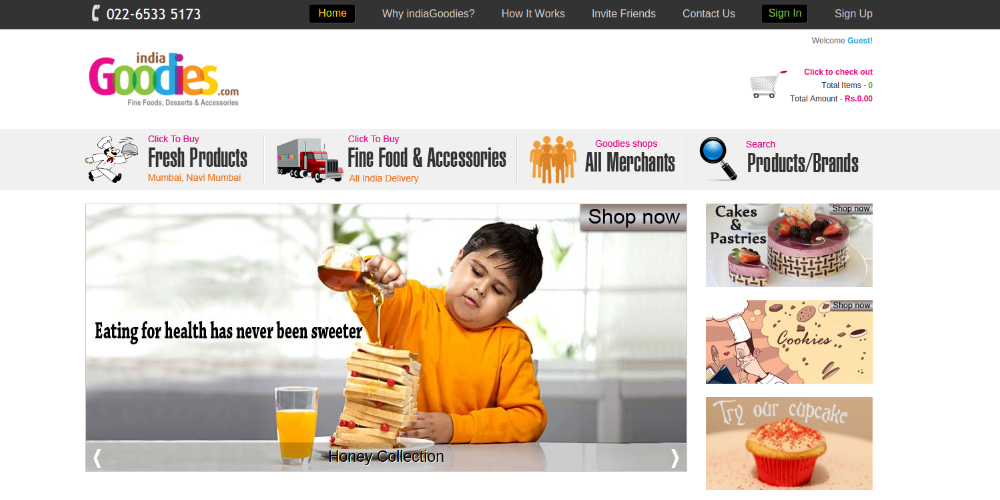 022-6533 5173
Home
Why indiaGoodies?
How It Works
Invite Friends
Contact Us
Sign In
Sign Up
Welcome Guest!
india
Goodies.com
Fine Foods, Desserts & Accessories
Click to check out
Total Items - 0
Total Amount - Rs.0.00
Click To Buy
Fresh Products
Mumbai, Navi Mumbai
Click To Buy
Fine Food & Accessories
All India Delivery
Goodies shops
All Merchants
Search
Products/Brands
Shop now
Eating for health has never been sweeter
Honey Collection
Cakes
&
Pastries
Shop now
Shop now
Cookies
Try our cupcake